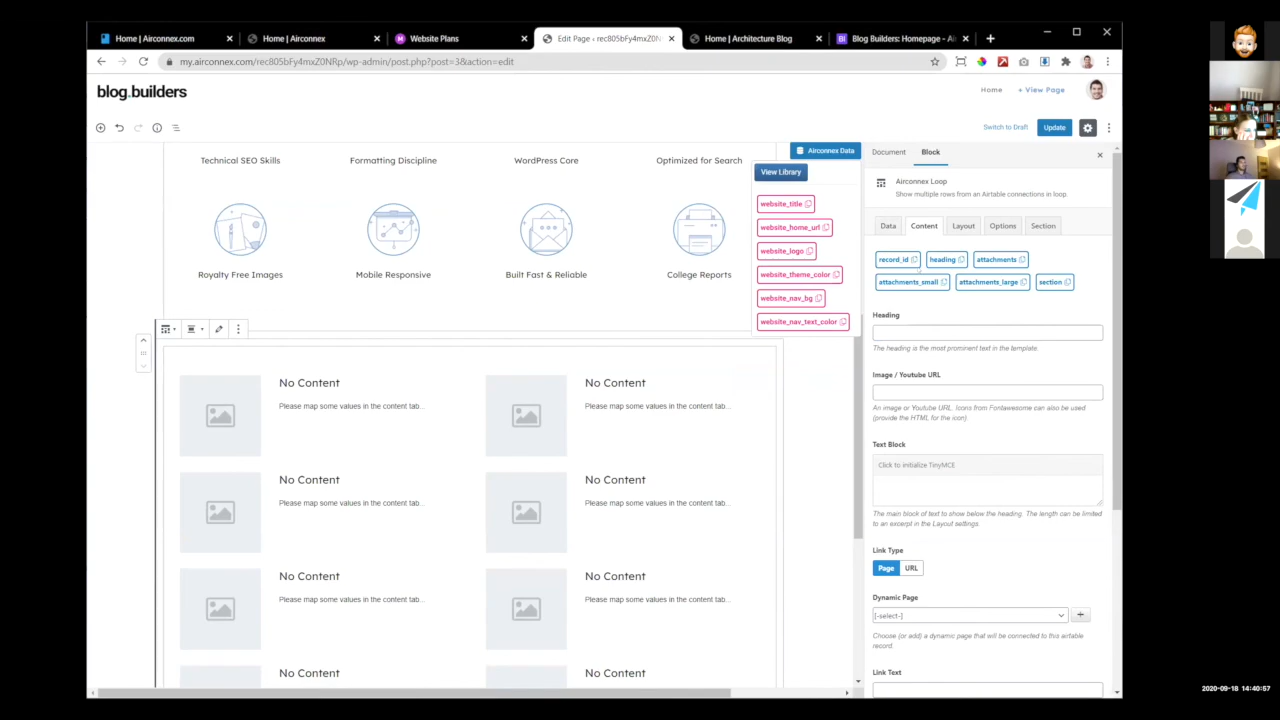 Home | Airconnex.com
Home | Airconnex
Website Plans
Edit Page ‹ rec805bFy4mxZ0NR
Home | Architecture Blog
Blog Builders: Homepage - Ai
my.airconnex.com/rec805bFy4mxZ0NRp/wp-admin/post.php?post=3&action=edit
blog.builders
Home
+ View Page
Switch to Draft
Update
Technical SEO Skills
Formatting Discipline
WordPress Core
Optimized for Search
Airconnex Data
View Library
website_title
website_home_url
website_logo
website_theme_color
website_nav_bg
website_nav_text_color
Royalty Free Images
Mobile Responsive
Built Fast & Reliable
College Reports
No Content
Please map some values in the content tab...
No Content
Please map some values in the content tab...
No Content
Please map some values in the content tab...
No Content
Please map some values in the content tab...
No Content
Please map some values in the content tab...
No Content
Please map some values in the content tab...
No Content
No Content
Document
Block
Airconnex Loop
Show multiple rows from an Airtable connections in loop.
Data
Content
Layout
Options
Section
record_id
heading
attachments
attachments_small
attachments_large
section
Heading
The heading is the most prominent text in the template.
Image / Youtube URL
An image or Youtube URL. Icons from Fontawesome can also be used
(provide the HTML for the icon).
Text Block
Click to initialize TinyMCE
The main block of text to show below the heading. The length can be limited
to an excerpt in the Layout settings.
Link Type
Page
URL
Dynamic Page
[-select-]
Choose (or add) a dynamic page that will be connected to this airtable
record.
Link Text
2020-09-18 14:40:57